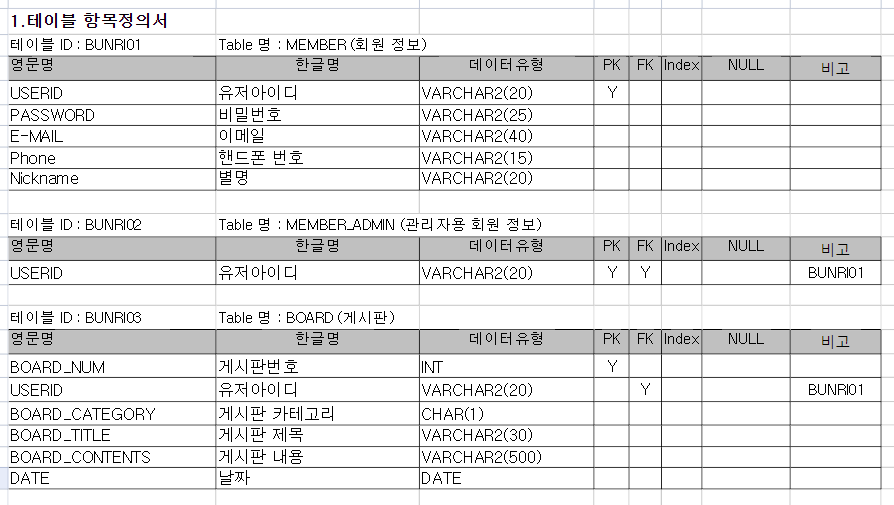 1.테이블 항목정의서
테이블 ID : BUNRI01 Table 명 : MEMBER (회원 정보)
영문명 한글명 데이터유형 PK FK Index NULL 비고
USERID 유저아이디 VARCHAR2(20) Y
PASSWORD 비밀번호 VARCHAR2(25)
E-MAIL 이메일 VARCHAR2(40)
Phone 핸드폰 번호 VARCHAR2(15)
Nickname 별명 VARCHAR2(20)
테이블 ID : BUNRI02 Table 명 : MEMBER_ADMIN (관리자용 회원 정보)
영문명 한글명 데이터유형 PK FK Index NULL 비고
USERID 유저아이디 VARCHAR2(20) Y Y BUNRI01
테이블 ID : BUNRI03 Table 명 : BOARD (게시판)
영문명 한글명 데이터유형 PK FK Index NULL 비고
BOARD_NUM 게시판번호 INT Y
USERID 유저아이디 VARCHAR2(20) Y BUNRI01
BOARD_CATEGORY 게시판 카테고리 CHAR(1)
BOARD_TITLE 게시판 제목 VARCHAR2(30)
BOARD_CONTENTS 게시판 내용 VARCHAR2(500)
DATE 날짜 DATE